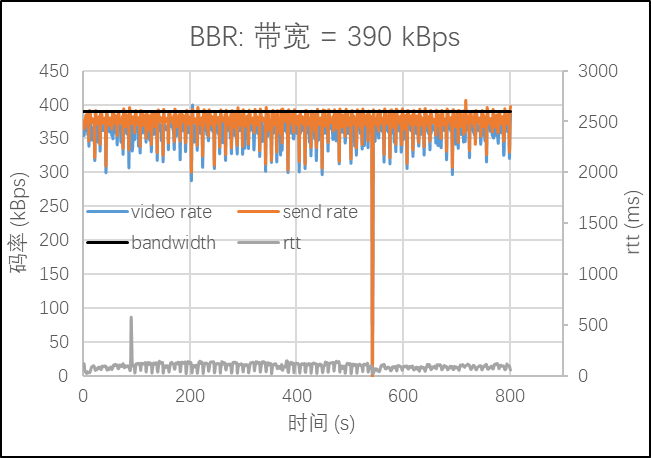 BBR: 带宽 = 390 kBps
450
400
350
300
250
200
150
100
50
0
码率 (kBps)
3000
2500
2000
1500
1000
500
0
rtt (ms)
video rate
send rate
bandwidth
rtt
0
200
400
600
800
时间 (s)